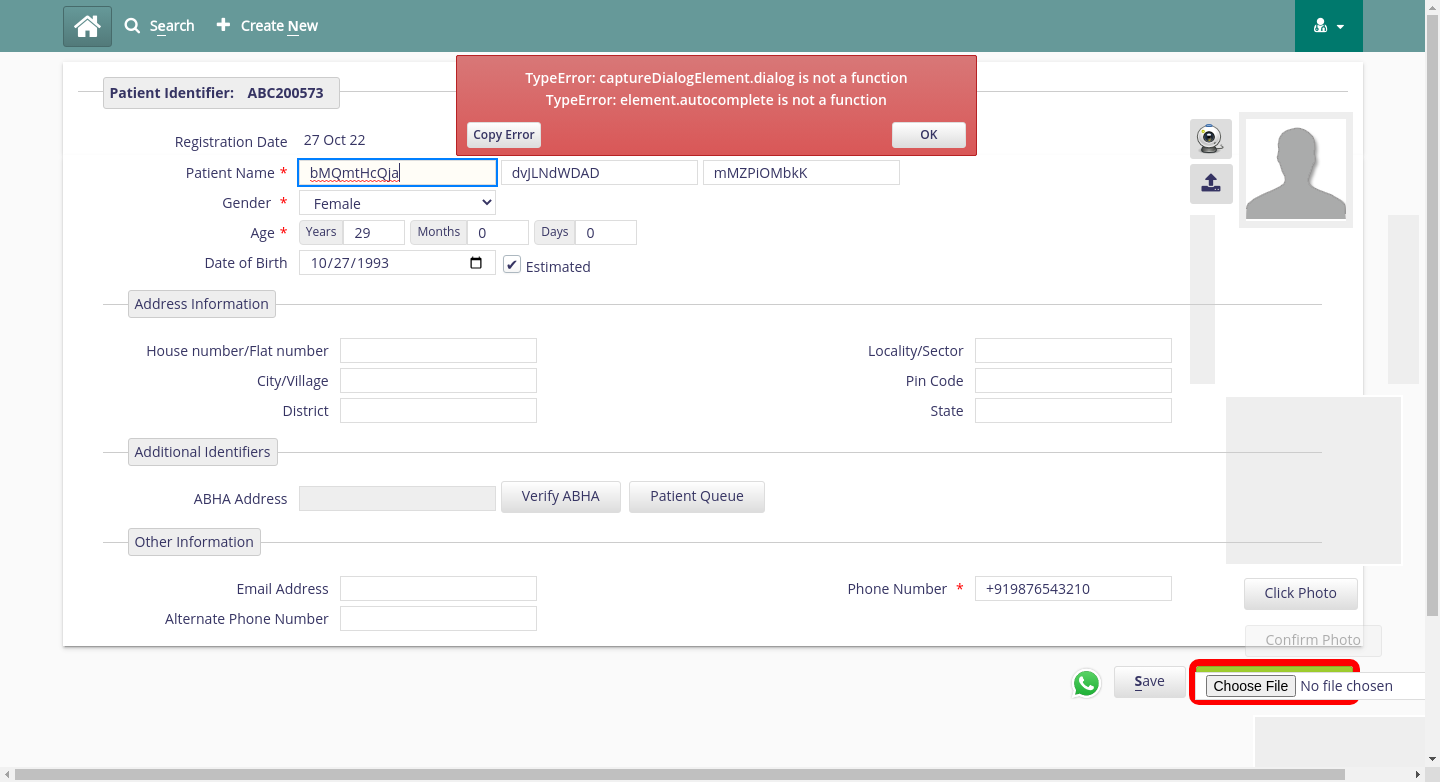 Search
Create New
TypeError: captureDialogElement.dialog is not a function
TypeError: element.autocomplete is not a function
Copy Error
OK
Patient Identifier: ABC200573
Registration Date 27 Oct 22
Patient Name * bMQmtHcQja dvJLNdWDAD mMZPiOMbkK
Gender * Female
Age * Years 29 Months 0 Days 0
Date of Birth 10/27/1993 Estimated
Address Information
House number/Flat number
Locality/Sector
City/Village
Pin Code
District
State
Additional Identifiers
ABHA Address Verify ABHA Patient Queue
Other Information
Email Address
Phone Number * +919876543210
Click Photo
Alternate Phone Number
Confirm Photo
Save
Choose File No file chosen